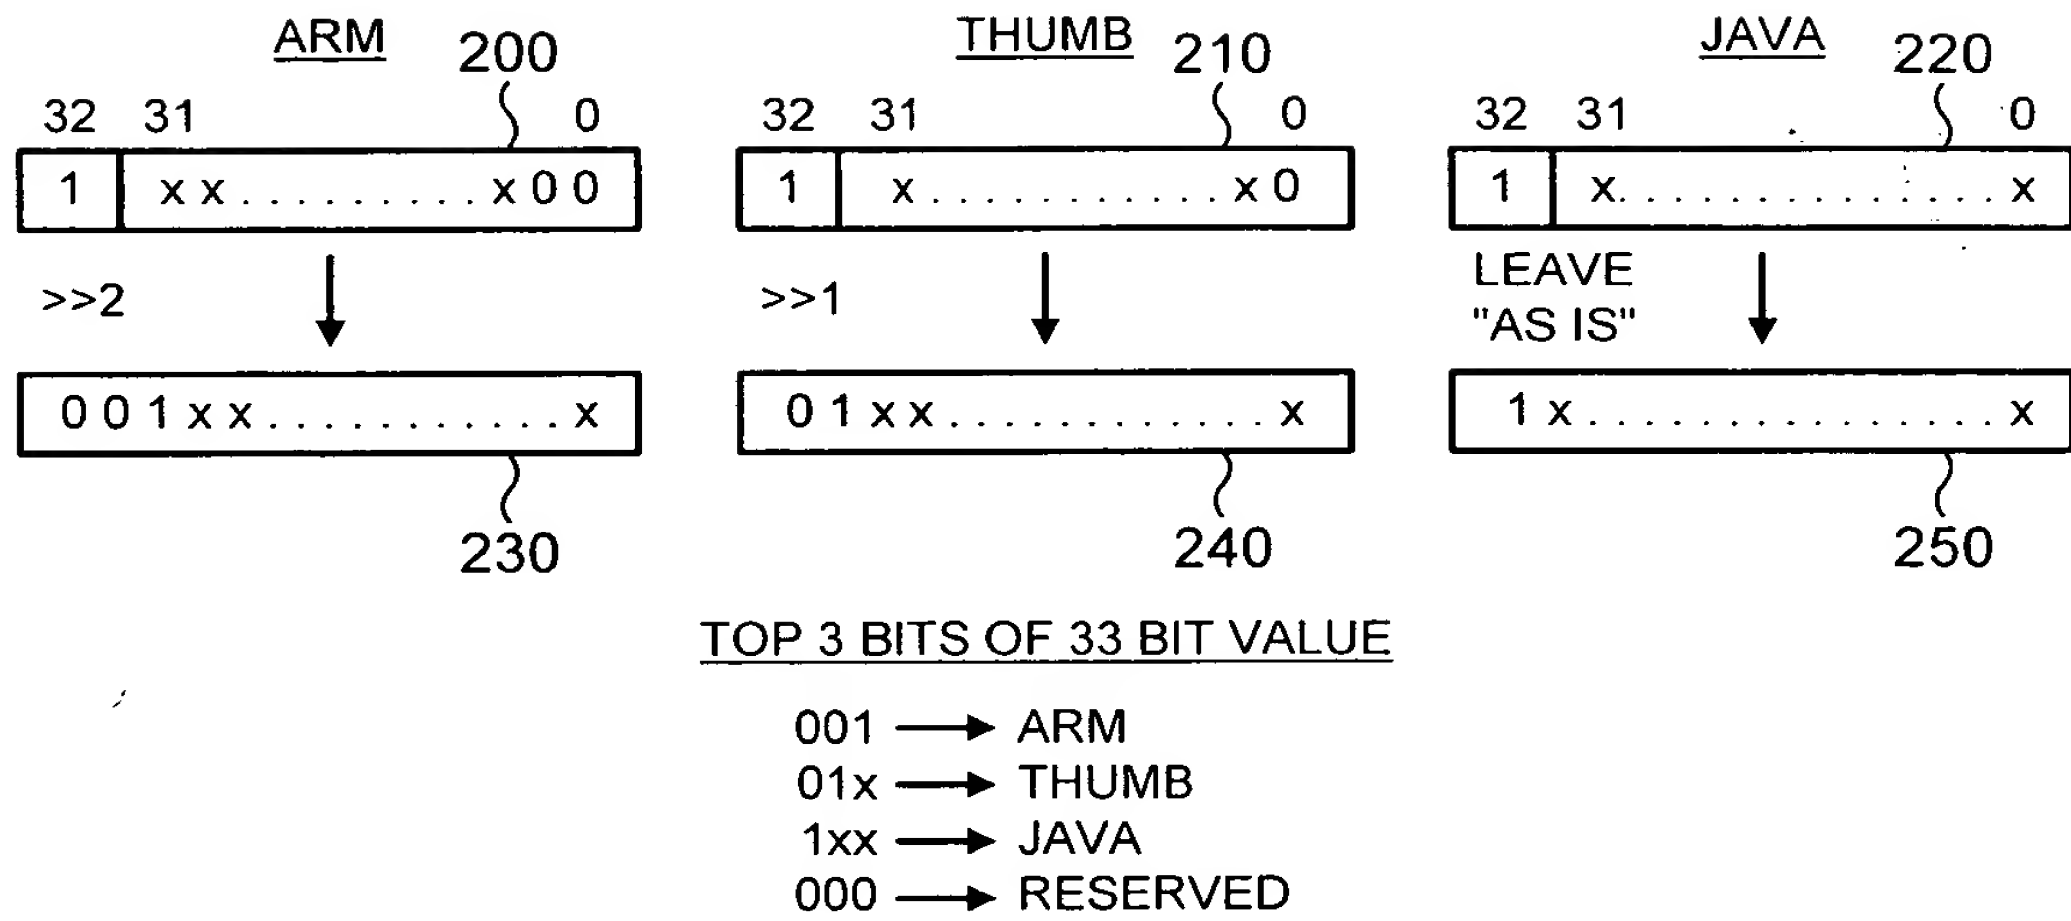 ARM 200 THUMB 210 JAVA 220
32 31 0 32 31 0 32 31 0
1 x x . . . . . . . . . x 0 0 1 x . . . . . . . . . . . . x 0 1 x . . . . . . . . . . . . . . . x
>>2 >>1 LEAVE
"AS IS"
0 0 1 x x . . . . . . . . . . . . x 0 1 x x . . . . . . . . . . . . . x 1 x . . . . . . . . . . . . . . . . x
230 240 250
TOP 3 BITS OF 33 BIT VALUE
001 → ARM
01x → THUMB
1xx → JAVA
000 → RESERVED